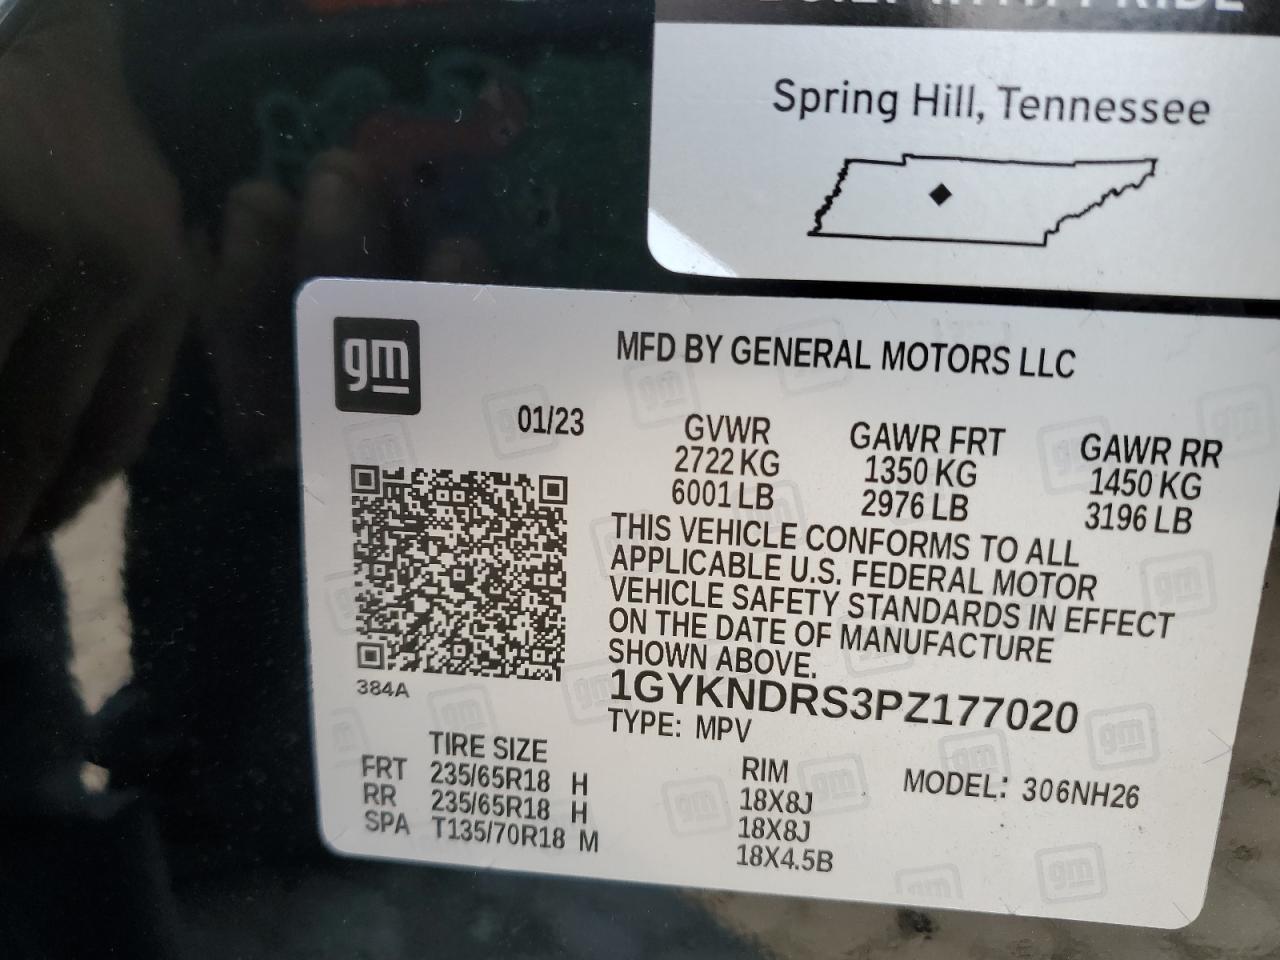 BUILT WITH PRIDE
Spring Hill, Tennessee
gm
MFD BY GENERAL MOTORS LLC
01/23
GVWR GAWR FRT GAWR RR
2722 KG 1350 KG 1450 KG
6001 LB 2976 LB 3196 LB
THIS VEHICLE CONFORMS TO ALL
APPLICABLE U.S. FEDERAL MOTOR
VEHICLE SAFETY STANDARDS IN EFFECT
ON THE DATE OF MANUFACTURE
SHOWN ABOVE.
384A
1GYKNDRS3PZ177020
TYPE: MPV
TIRE SIZE RIM MODEL: 306NH26
FRT 235/65R18 H 18X8J
RR 235/65R18 H 18X8J
SPA T135/70R18 M 18X4.5B